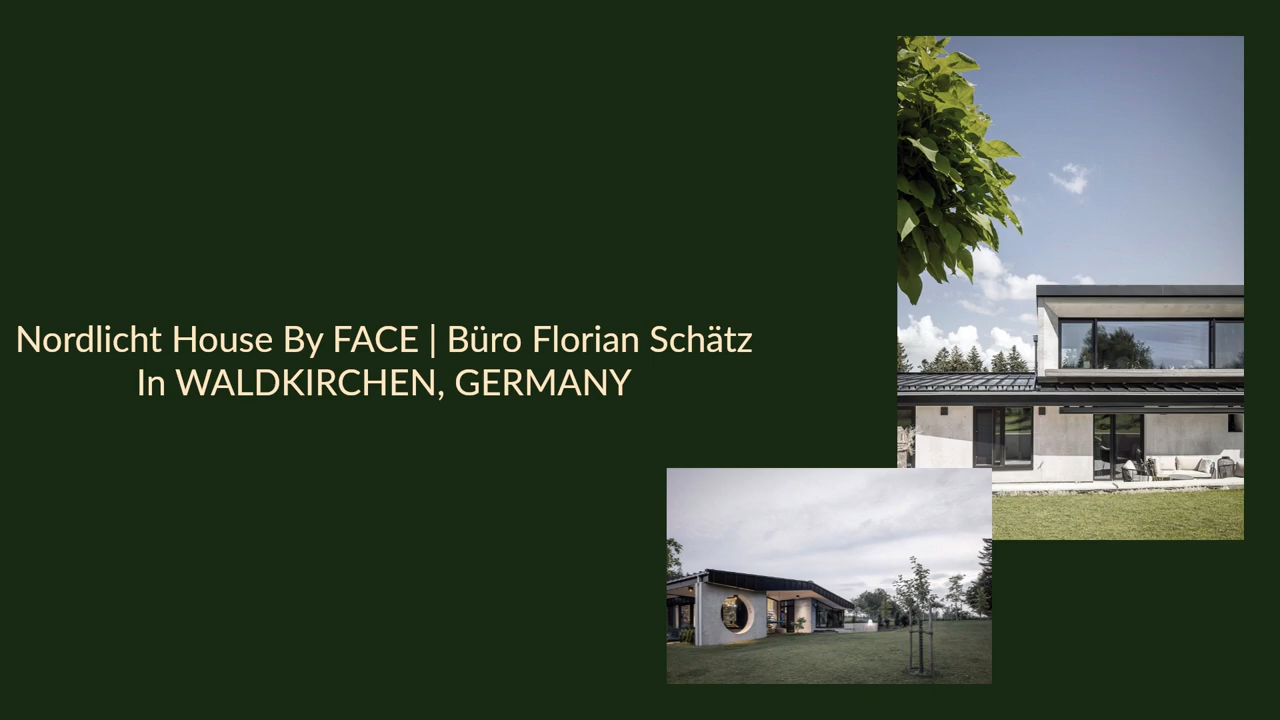 Nordlicht House By FACE | Büro Florian Schätz
In WALDKIRCHEN, GERMANY